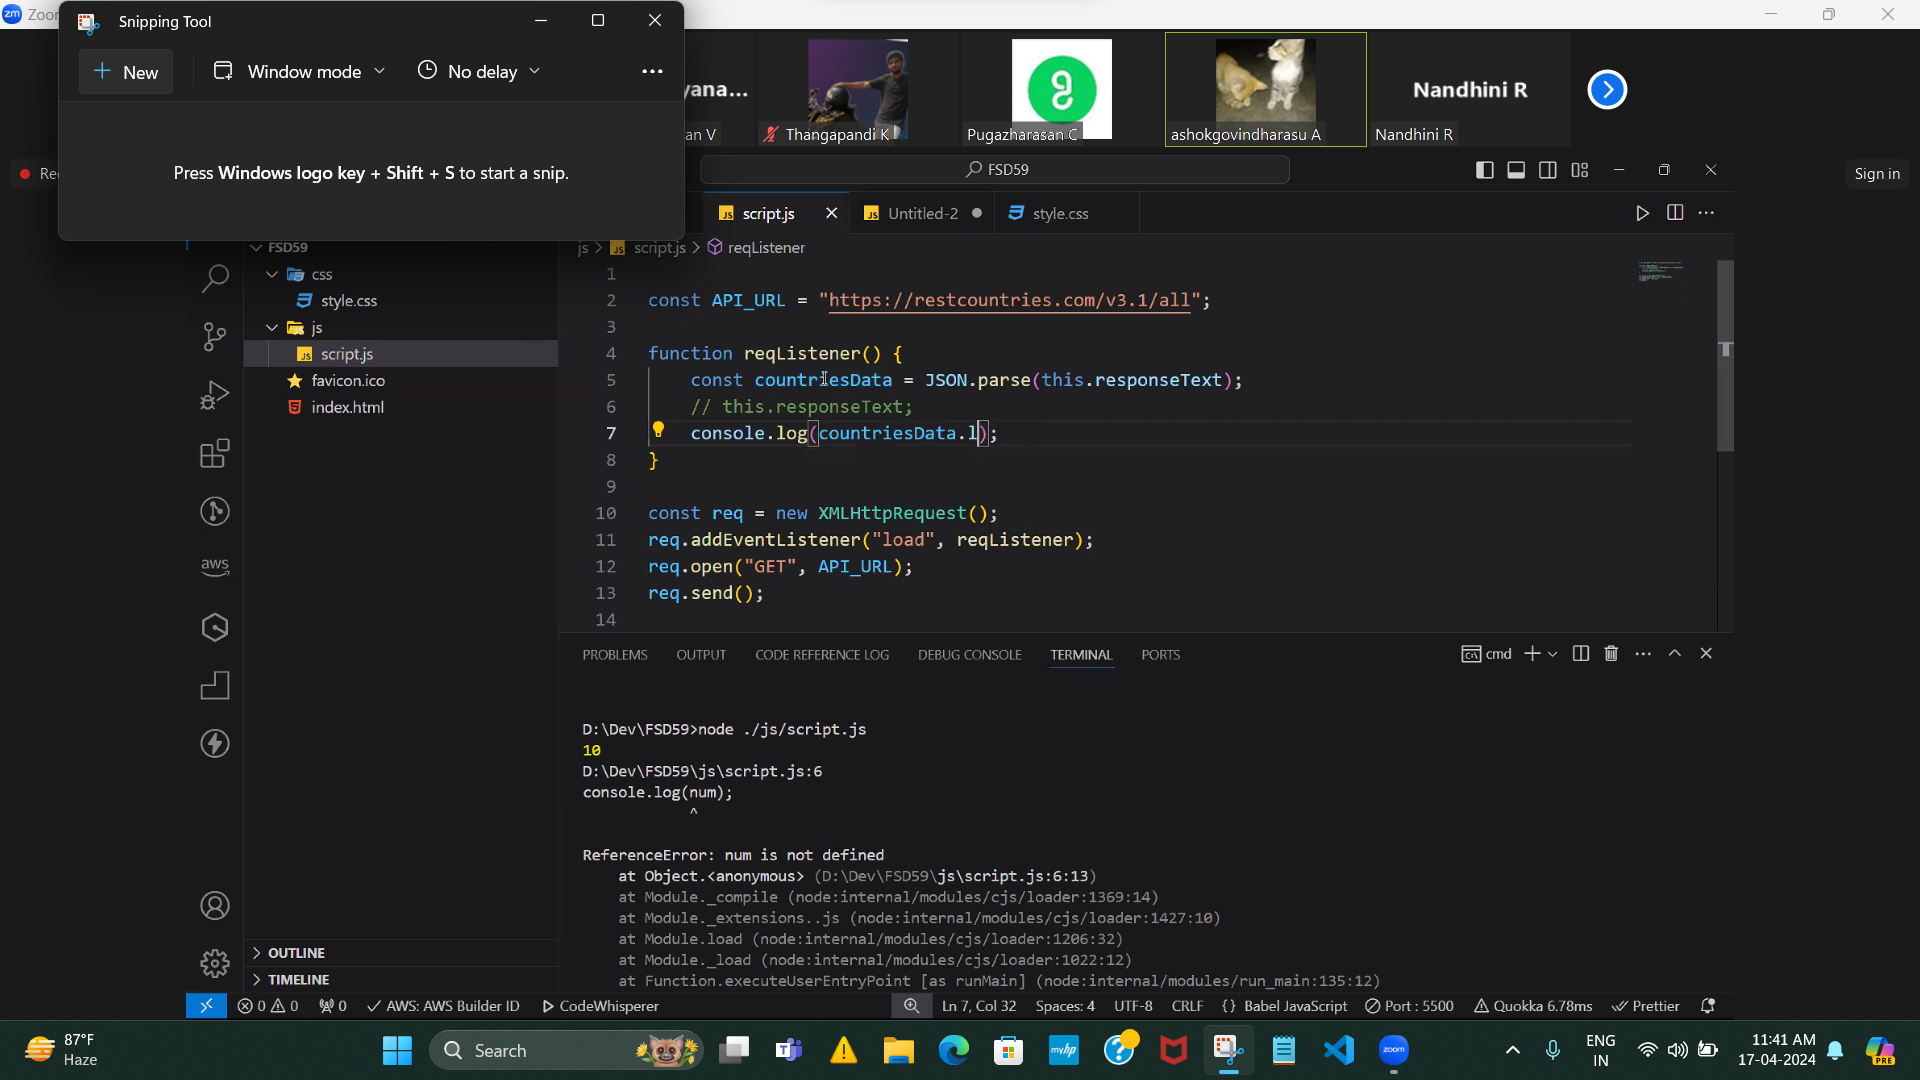 zm Zoom
Snipping Tool
New
Window mode
No delay
Press Windows logo key + Shift + S to start a snip.
yana...
an V
Thangapandi K
Pugazharasan C
ashokgovindharasu A
Nandhini R
Nandhini R
Rec
Sign in
FSD59
JS script.js
JS Untitled-2
style.css
js > JS script.js > reqListener
FSD59
css
style.css
js
JS script.js
favicon.ico
index.html
aws
OUTLINE
TIMELINE
1
2 const API_URL = "https://restcountries.com/v3.1/all";
3
4 function reqListener() {
5 const countriesData = JSON.parse(this.responseText);
6 // this.responseText;
7 console.log(countriesData.l);
8 }
9
10 const req = new XMLHttpRequest();
11 req.addEventListener("load", reqListener);
12 req.open("GET", API_URL);
13 req.send();
14
PROBLEMS OUTPUT CODE REFERENCE LOG DEBUG CONSOLE TERMINAL PORTS
cmd
D:\Dev\FSD59>node ./js/script.js
10
D:\Dev\FSD59\js\script.js:6
console.log(num);
^
ReferenceError: num is not defined
at Object.<anonymous> (D:\Dev\FSD59\js\script.js:6:13)
at Module._compile (node:internal/modules/cjs/loader:1369:14)
at Module._extensions..js (node:internal/modules/cjs/loader:1427:10)
at Module.load (node:internal/modules/cjs/loader:1206:32)
at Module._load (node:internal/modules/cjs/loader:1022:12)
at Function.executeUserEntryPoint [as runMain] (node:internal/modules/run_main:135:12)
0 0 0 AWS: AWS Builder ID CodeWhisperer Ln 7, Col 32 Spaces: 4 UTF-8 CRLF {} Babel JavaScript Port : 5500 Quokka 6.78ms Prettier
87°F
Haze
Search
myhp
zoom
ENG
IN
11:41 AM
17-04-2024
PRE